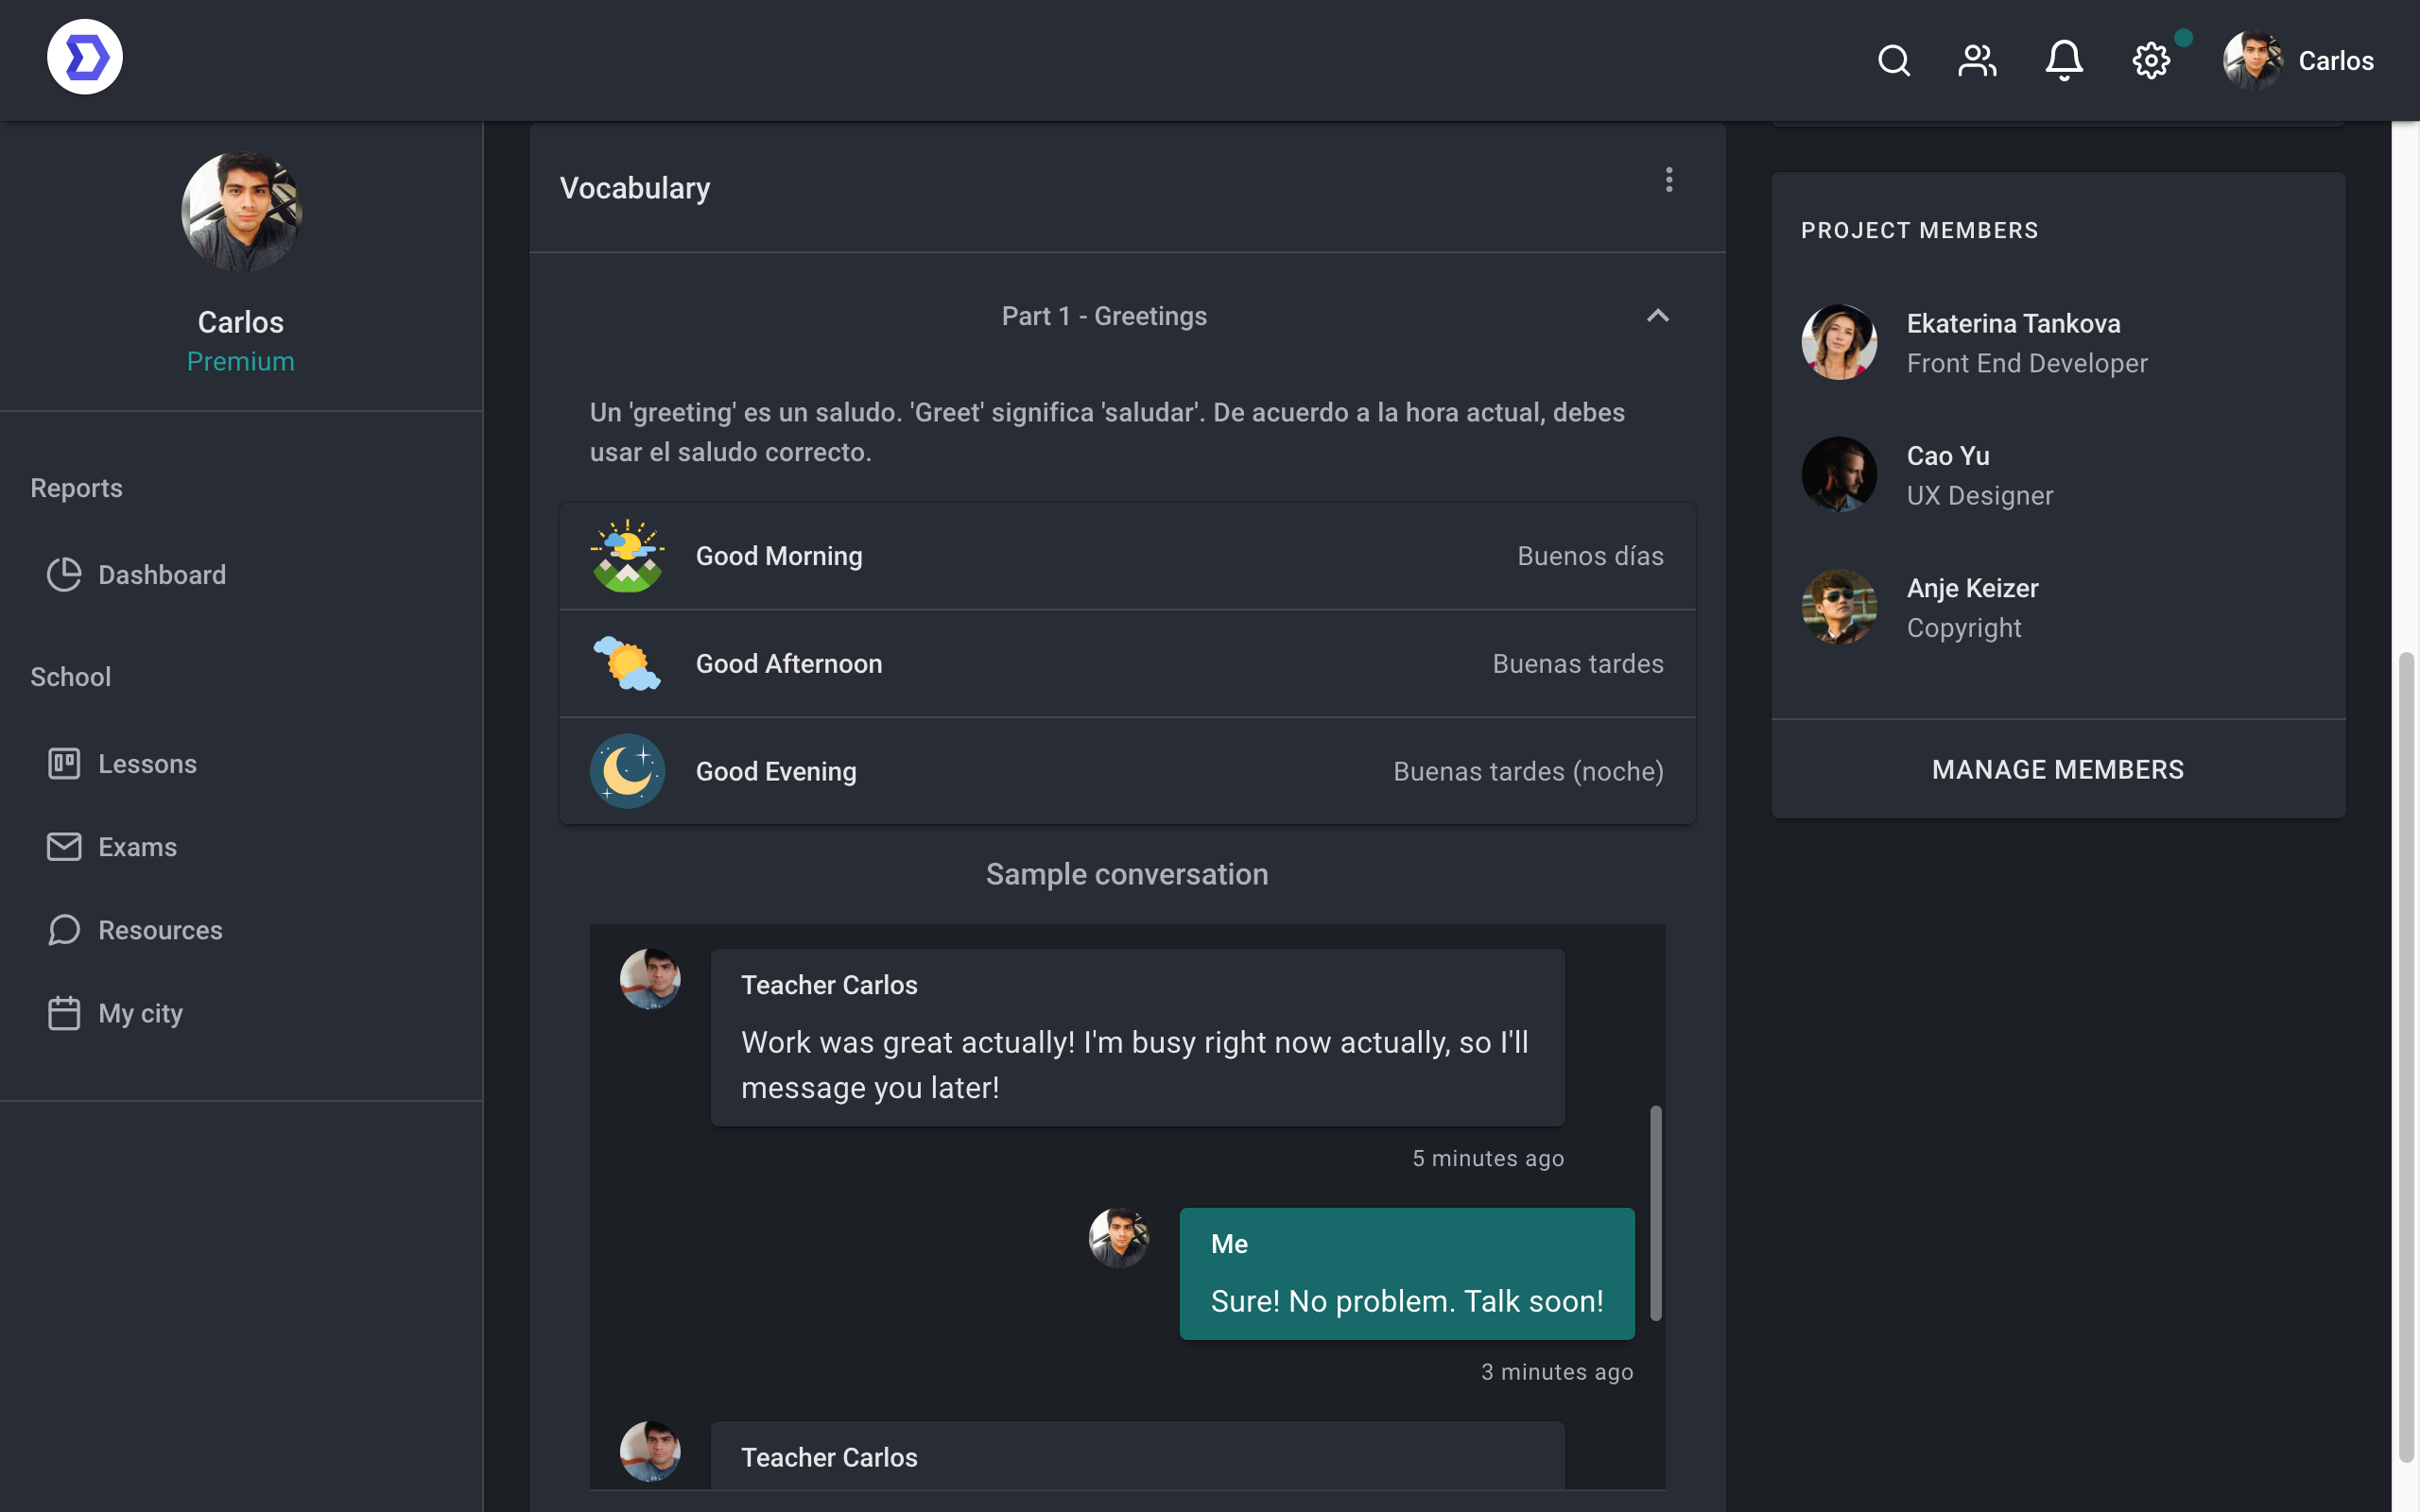 Carlos
Carlos
Premium
Reports
Dashboard
School
Lessons
Exams
Resources
My city
Vocabulary
Part 1 - Greetings
Un 'greeting' es un saludo. 'Greet' significa 'saludar'. De acuerdo a la hora actual, debes
usar el saludo correcto.
Good Morning Buenos días
Good Afternoon Buenas tardes
Good Evening Buenas tardes (noche)
Sample conversation
Teacher Carlos
Work was great actually! I'm busy right now actually, so I'll
message you later!
5 minutes ago
Me
Sure! No problem. Talk soon!
3 minutes ago
Teacher Carlos
PROJECT MEMBERS
Ekaterina Tankova
Front End Developer
Cao Yu
UX Designer
Anje Keizer
Copyright
MANAGE MEMBERS